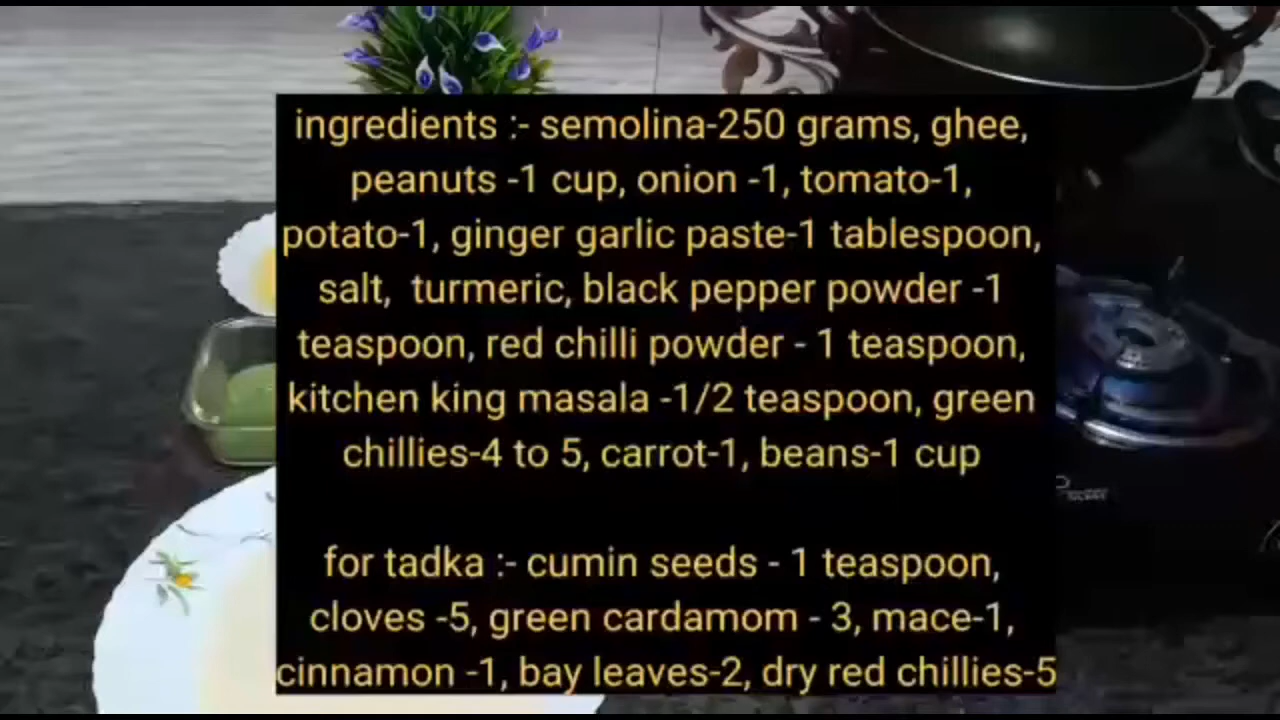 ingredients :- semolina-250 grams, ghee,
peanuts -1 cup, onion -1, tomato-1,
potato-1, ginger garlic paste-1 tablespoon,
salt,  turmeric, black pepper powder -1
teaspoon, red chilli powder - 1 teaspoon,
kitchen king masala -1/2 teaspoon, green
chillies-4 to 5, carrot-1, beans-1 cup
for tadka :- cumin seeds - 1 teaspoon,
cloves -5, green cardamom - 3, mace-1,
cinnamon -1, bay leaves-2, dry red chillies-5